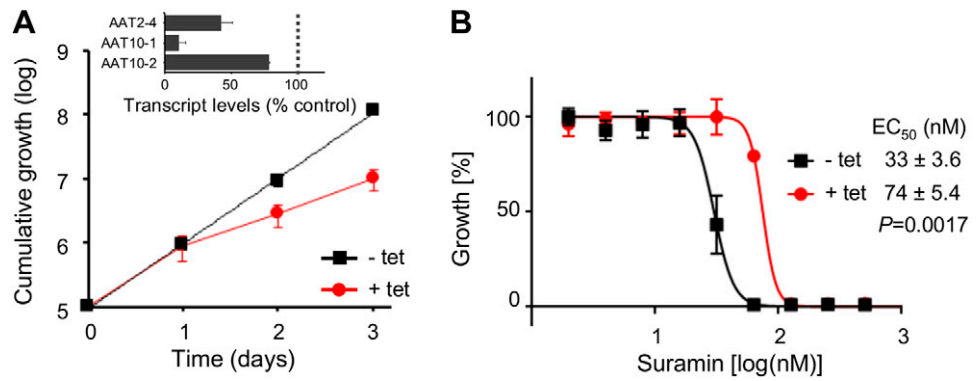 A
AAT2-4
AAT10-1
AAT10-2
0 50 100
Transcript levels (% control)
Cumulative growth (log)
9
8
7
6
5
- tet
+ tet
0 1 2 3
Time (days)
B
Growth [%]
100
50
0
EC50 (nM)
- tet 33 ± 3.6
+ tet 74 ± 5.4
P=0.0017
1 2 3
Suramin [log(nM)]